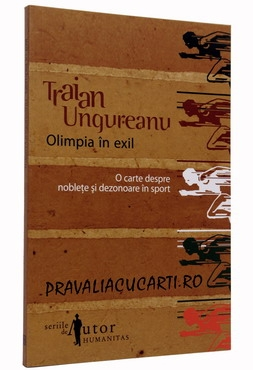 Traian
Ungureanu
Olimpia în exil
O carte despre
noblețe și dezonoare în sport
PRAVALIACUCARTI.RO
seriile de Autor
HUMANITAS